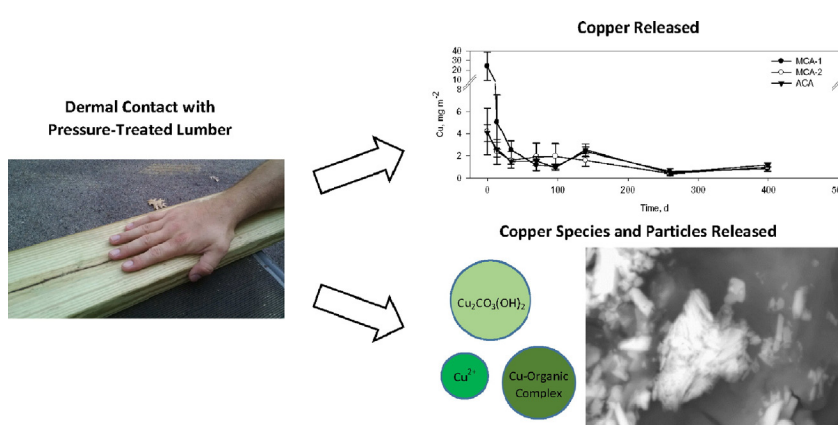 Copper Released
Dermal Contact with
Pressure-Treated Lumber
MCA-1
MCA-2
ACA
Cu, mg m⁻²
40
30
20
10
8
6
4
2
0
0
100
200
300
400
Time, d
Copper Species and Particles Released
Cu₂CO₃(OH)₂
Cu²⁺
Cu-Organic
Complex